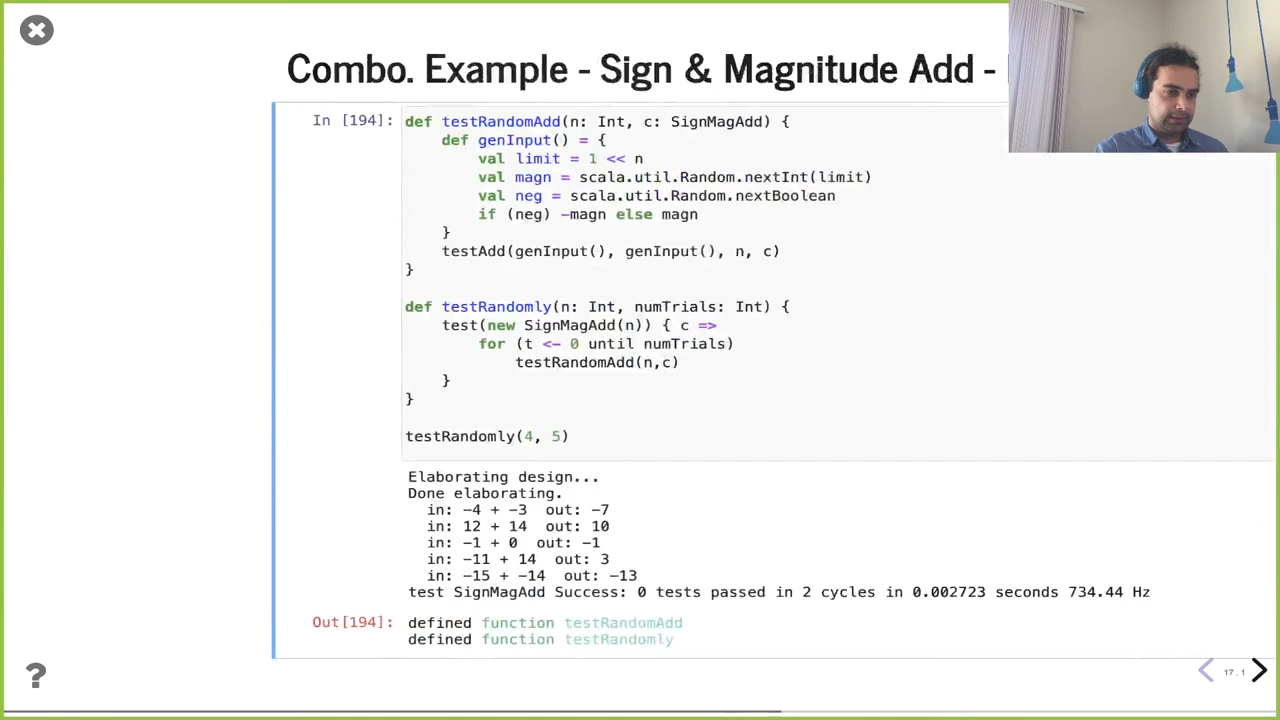 Combo. Example - Sign & Magnitude Add -
In [194]:
def testRandomAdd(n: Int, c: SignMagAdd) {
    def genInput() = {
        val limit = 1 << n
        val magn = scala.util.Random.nextInt(limit)
        val neg = scala.util.Random.nextBoolean
        if (neg) -magn else magn
    }
    testAdd(genInput(), genInput(), n, c)
}
def testRandomly(n: Int, numTrials: Int) {
    test(new SignMagAdd(n)) { c =>
        for (t <- 0 until numTrials)
            testRandomAdd(n,c)
    }
}
testRandomly(4, 5)
Elaborating design...
Done elaborating.
  in: -4 + -3  out: -7
  in: 12 + 14  out: 10
  in: -1 + 0  out: -1
  in: -11 + 14  out: 3
  in: -15 + -14  out: -13
test SignMagAdd Success: 0 tests passed in 2 cycles in 0.002723 seconds 734.44 Hz
Out[194]:
defined function testRandomAdd
defined function testRandomly
?
17.1